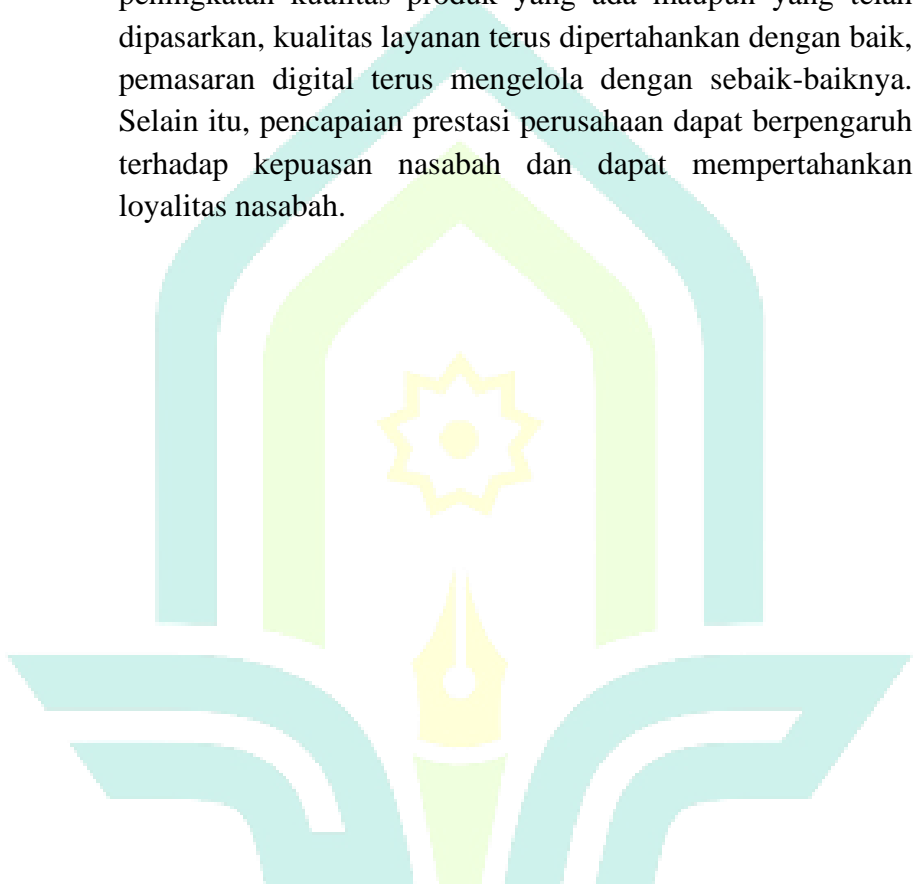 peningkatan kualitas produk yang ada maupun yang telah
dipasarkan, kualitas layanan terus dipertahankan dengan baik,
pemasaran digital terus mengelola dengan sebaik-baiknya.
Selain itu, pencapaian prestasi perusahaan dapat berpengaruh
terhadap kepuasan nasabah dan dapat mempertahankan
loyalitas nasabah.